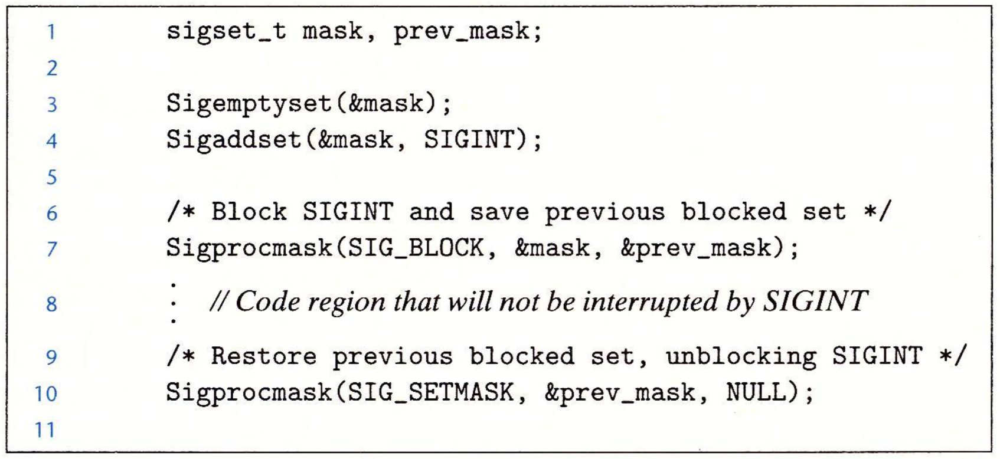 1 sigset_t mask, prev_mask;
2
3 Sigemptyset(&mask);
4 Sigaddset(&mask, SIGINT);
5
6 /* Block SIGINT and save previous blocked set */
7 Sigprocmask(SIG_BLOCK, &mask, &prev_mask);
8 ⋮ // Code region that will not be interrupted by SIGINT
9 /* Restore previous blocked set, unblocking SIGINT */
10 Sigprocmask(SIG_SETMASK, &prev_mask, NULL);
11